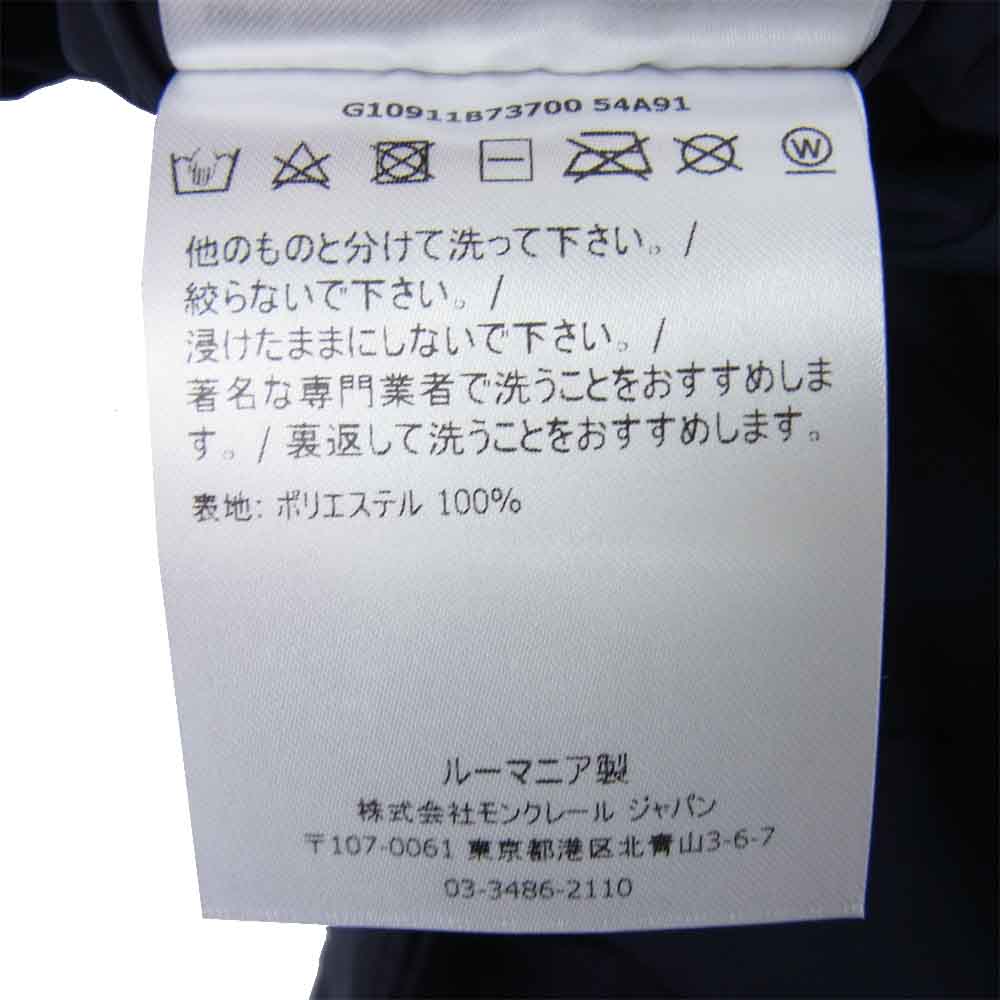 G10911B73700 54A91
W
他のものと分けて洗って下さい。/
絞らないで下さい。/
浸けたままにしないで下さい。/
著名な専門業者で洗うことをおすすめしま
す。/ 裏返して洗うことをおすすめします。
表地: ポリエステル 100%
ルーマニア製
株式会社モンクレール ジャパン
〒107-0061 東京都港区北青山3-6-7
03-3486-2110